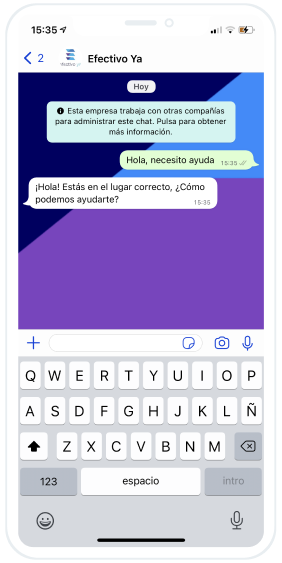 15:35
2
Efectivo Ya
Hoy
Esta empresa trabaja con otras compañías
para administrar este chat. Pulsa para obtener
más información.
Hola, necesito ayuda 15:35
¡Hola! Estás en el lugar correcto, ¿Cómo
podemos ayudarte?
15:35
Q W E R T Y U I O P
A S D F G H J K L Ñ
Z X C V B N M
123 espacio intro